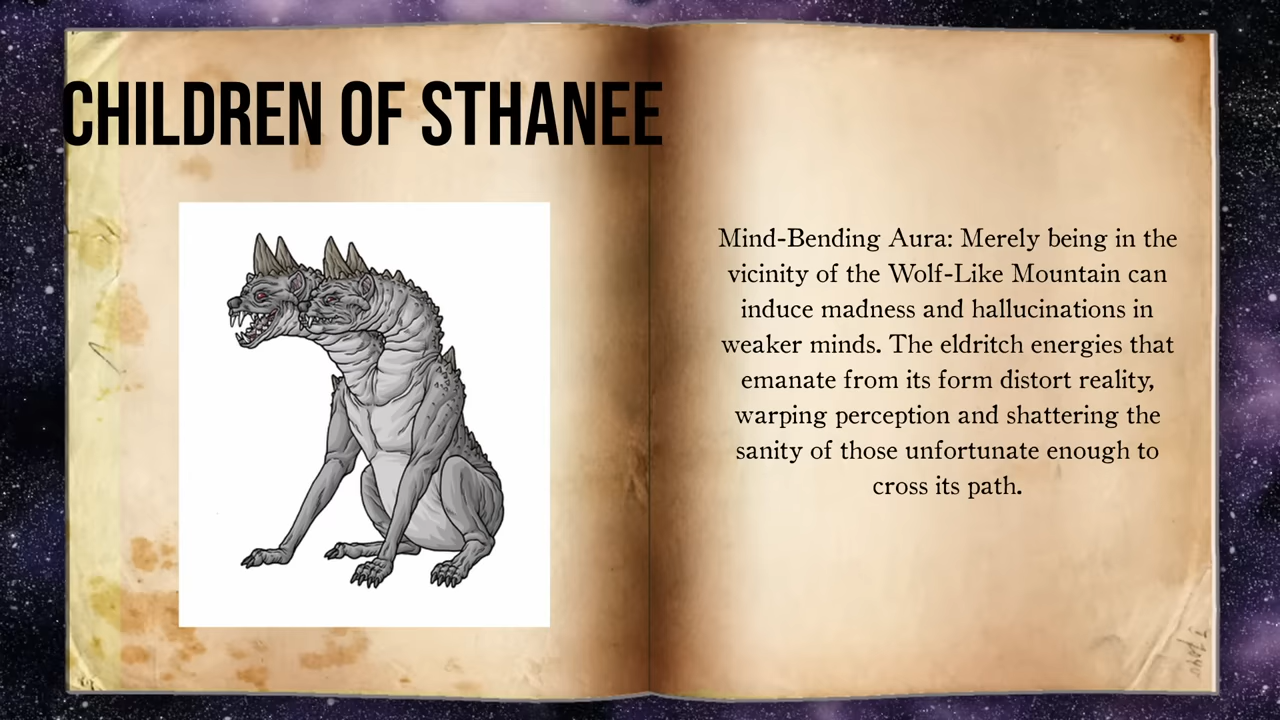 CHILDREN OF STHANEE
Mind-Bending Aura: Merely being in the
vicinity of the Wolf-Like Mountain can
induce madness and hallucinations in
weaker minds. The eldritch energies that
emanate from its form distort reality,
warping perception and shattering the
sanity of those unfortunate enough to
cross its path.